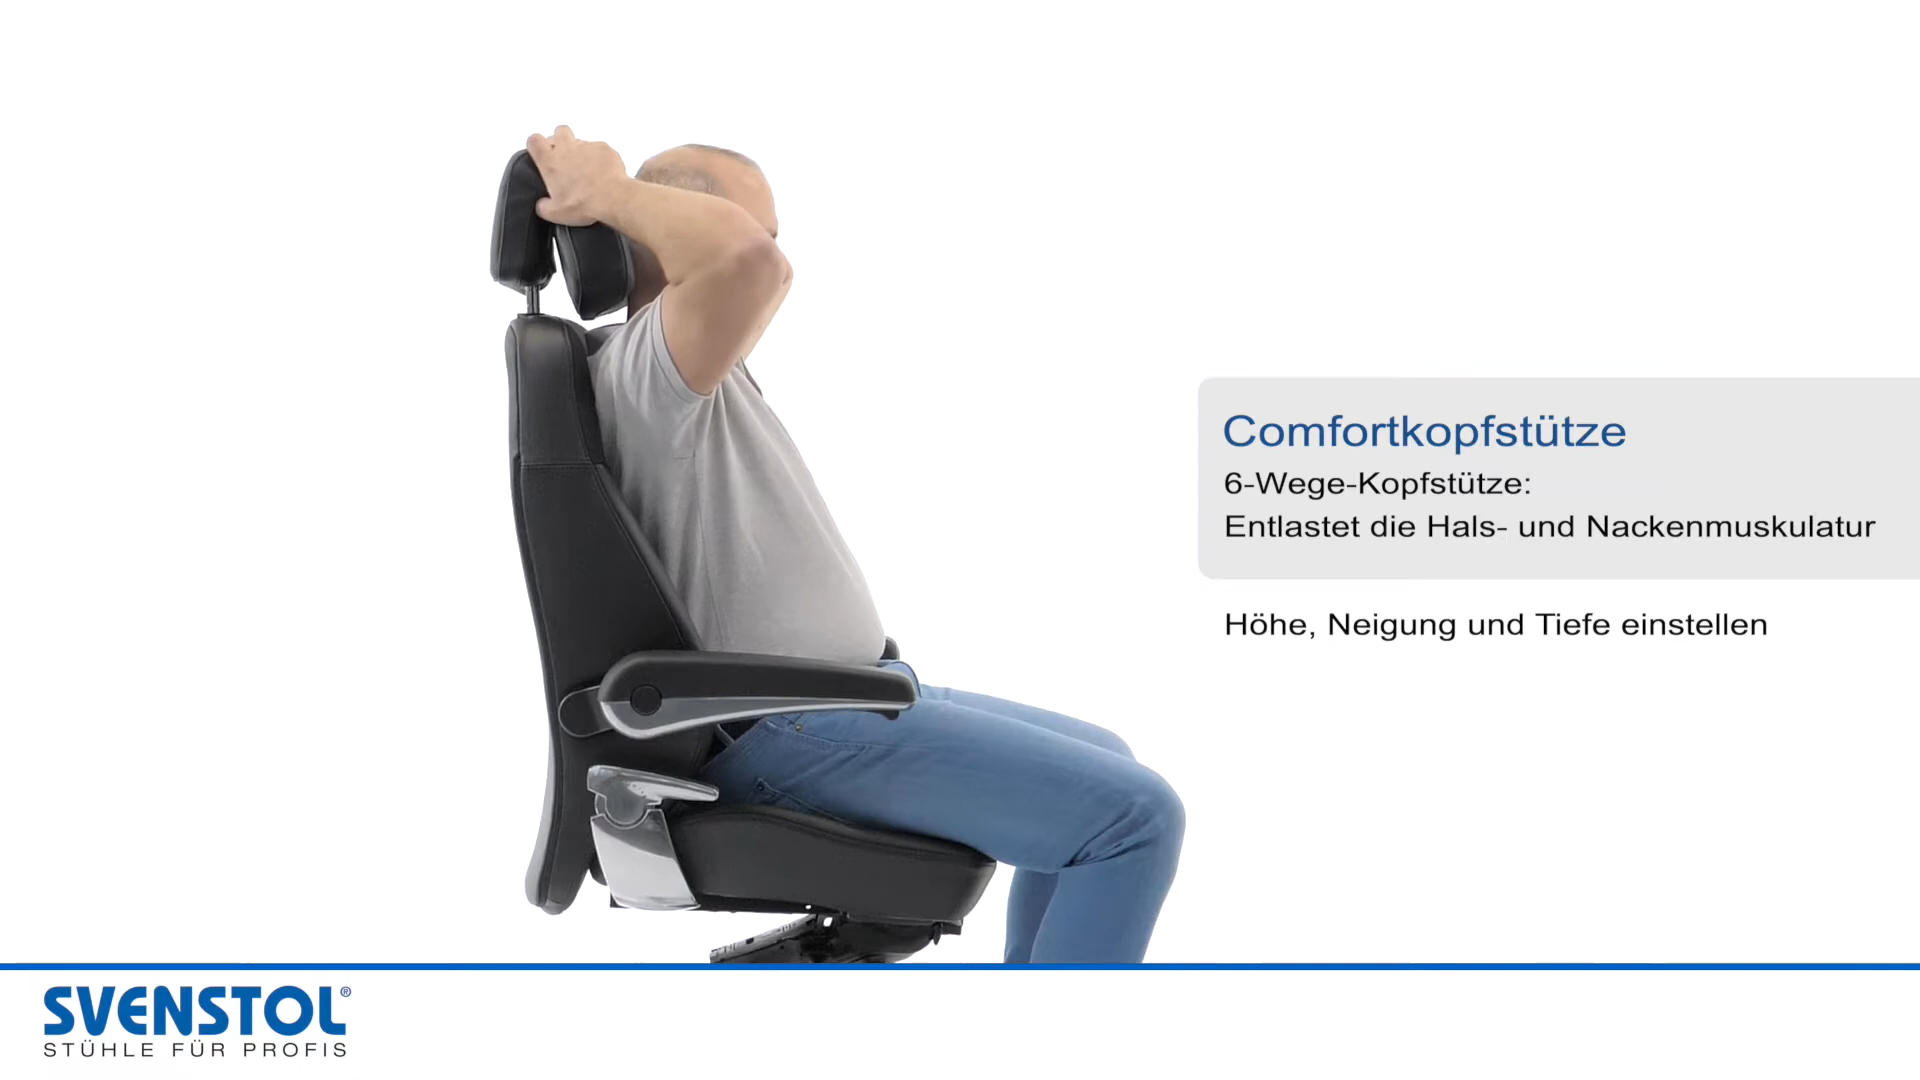 Comfortkopfstütze
6-Wege-Kopfstütze:
Entlastet die Hals- und Nackenmuskulatur
Höhe, Neigung und Tiefe einstellen
SVENSTOL®
STÜHLE FÜR PROFIS